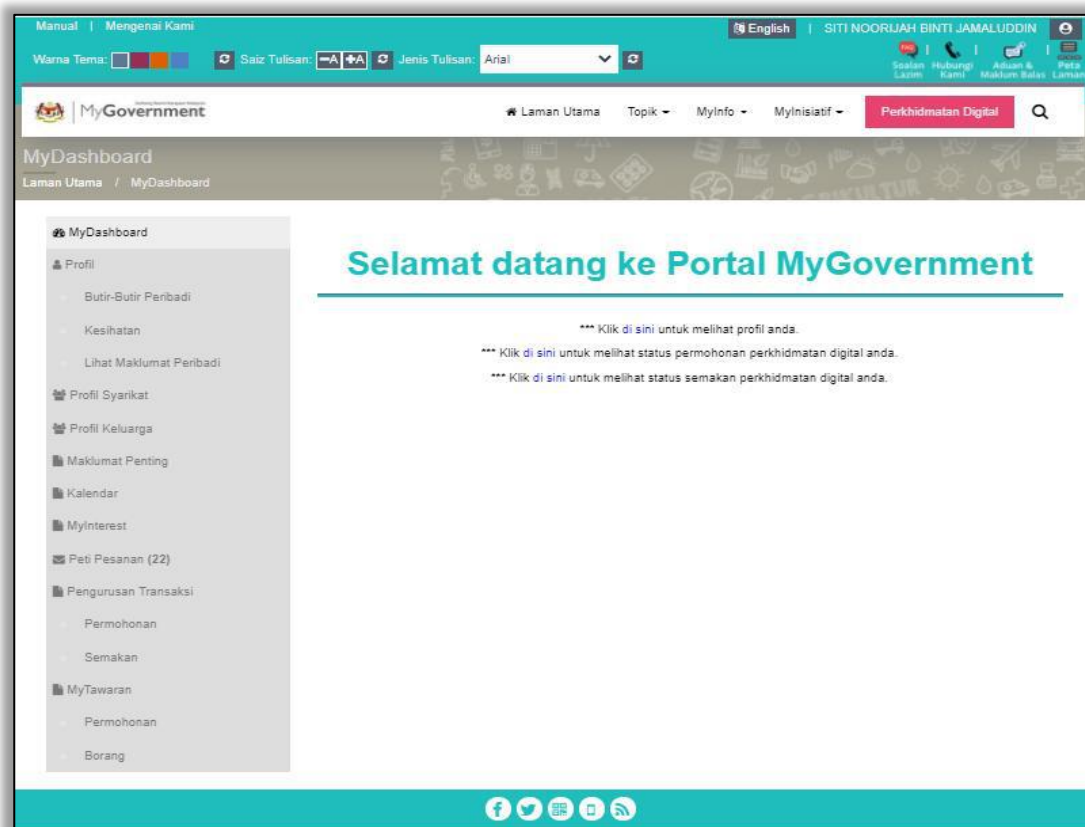 Manual | Mengenai Kami
English | SITI NOORIJAH BINTI JAMALUDDIN
Warna Tema: Saiz Tulisan: -A +A Jenis Tulisan: Arial
Soalan Lazim | Hubungi Kami | Aduan & Maklum Balas | Peta Laman
MyGovernment
Laman Utama Topik MyInfo MyInisiatif Perkhidmatan Digital
MyDashboard
Laman Utama / MyDashboard
MyDashboard
Profil
Butir-Butir Peribadi
Kesihatan
Lihat Maklumat Peribadi
Profil Syarikat
Profil Keluarga
Maklumat Penting
Kalendar
MyInterest
Peti Pesanan (22)
Pengurusan Transaksi
Permohonan
Semakan
MyTawaran
Permohonan
Borang
Selamat datang ke Portal MyGovernment
*** Klik di sini untuk melihat profil anda.
*** Klik di sini untuk melihat status permohonan perkhidmatan digital anda.
*** Klik di sini untuk melihat status semakan perkhidmatan digital anda.